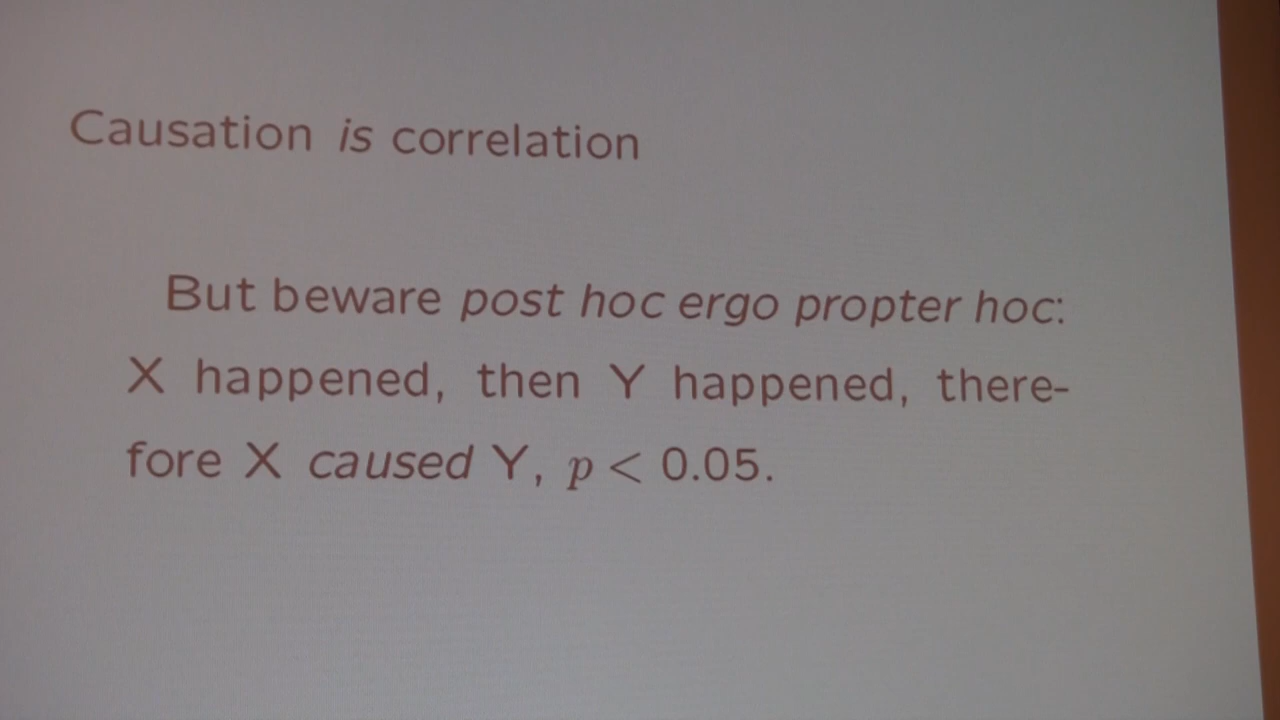 Causation is correlation
But beware post hoc ergo propter hoc:
X happened, then Y happened, there-
fore X caused Y, p < 0.05.